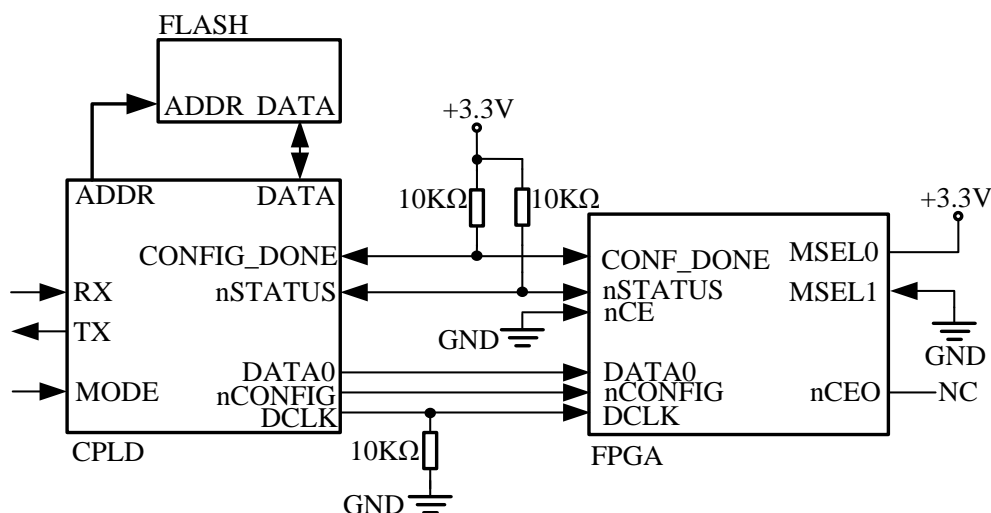 FLASH
ADDR DATA
+3.3V
ADDR DATA
10KΩ 10KΩ
+3.3V
CONFIG_DONE CONF_DONE MSEL0
RX nSTATUS nSTATUS MSEL1
TX nCE
GND GND
MODE DATA0 DATA0
nCONFIG nCONFIG nCEO NC
DCLK DCLK
CPLD 10KΩ FPGA
GND